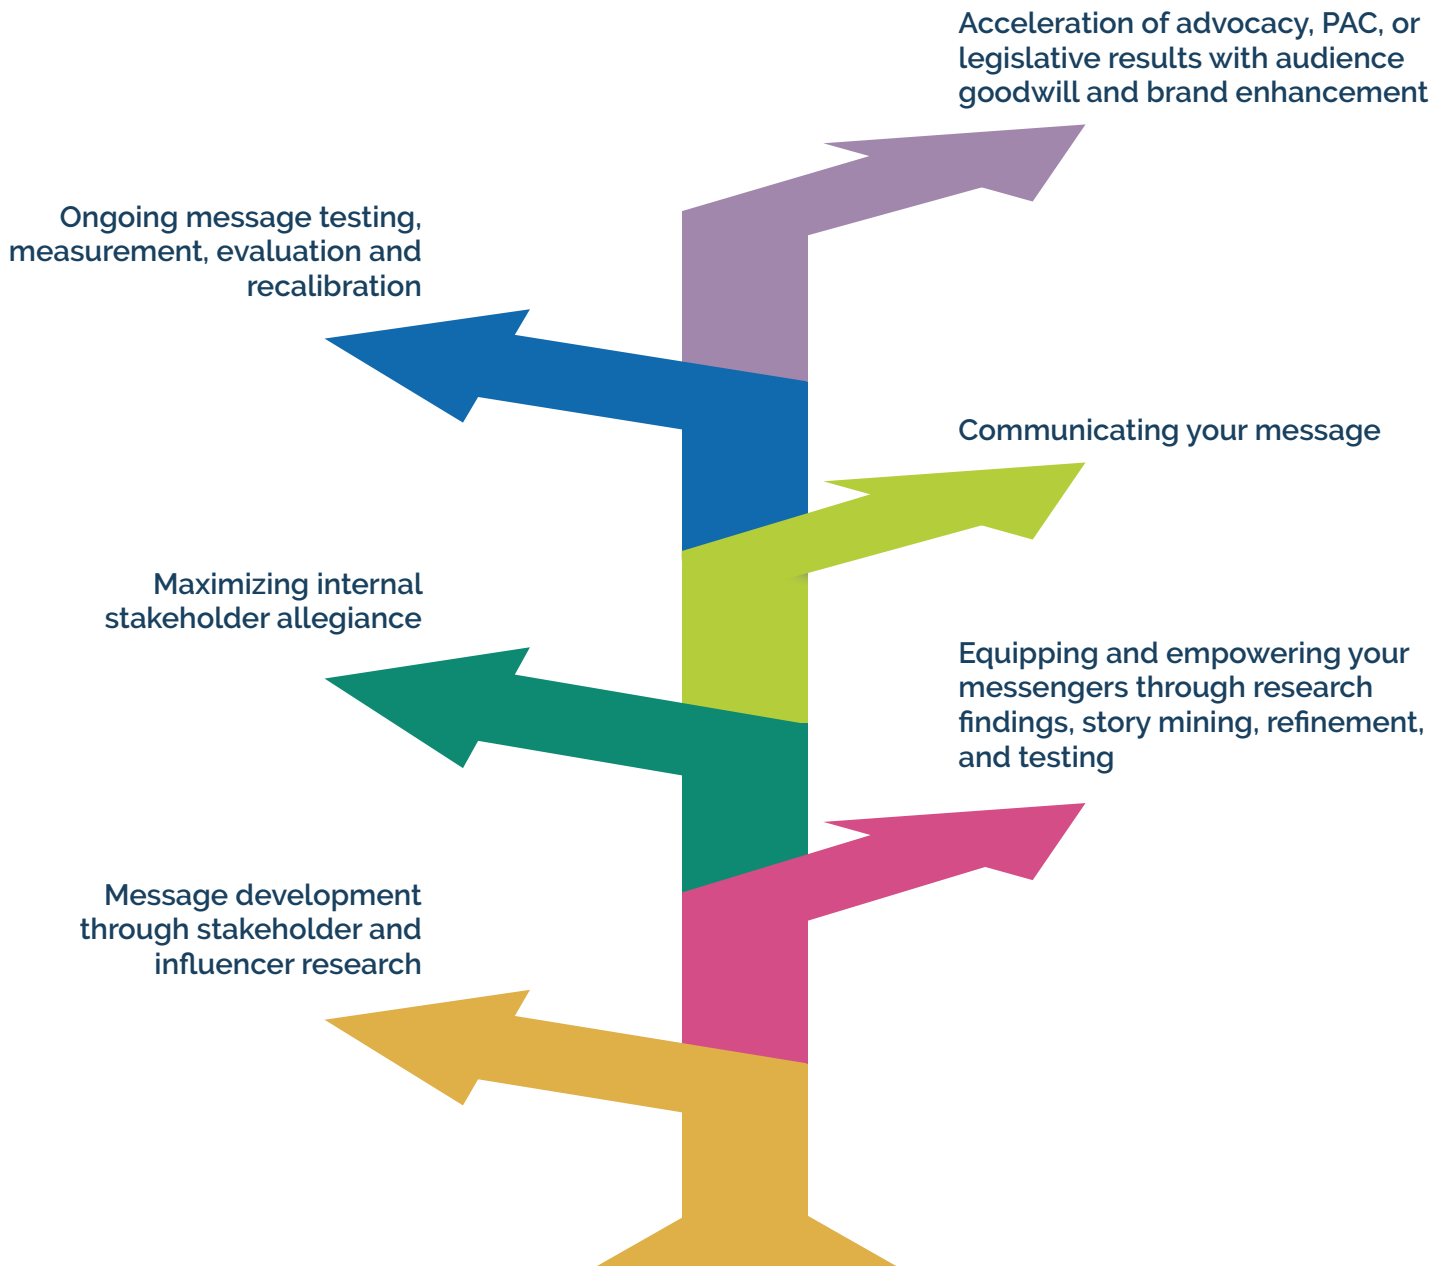 Acceleration of advocacy, PAC, or
legislative results with audience
goodwill and brand enhancement
Ongoing message testing,
measurement, evaluation and
recalibration
Communicating your message
Maximizing internal
stakeholder allegiance
Equipping and empowering your
messengers through research
findings, story mining, refinement,
and testing
Message development
through stakeholder and
influencer research